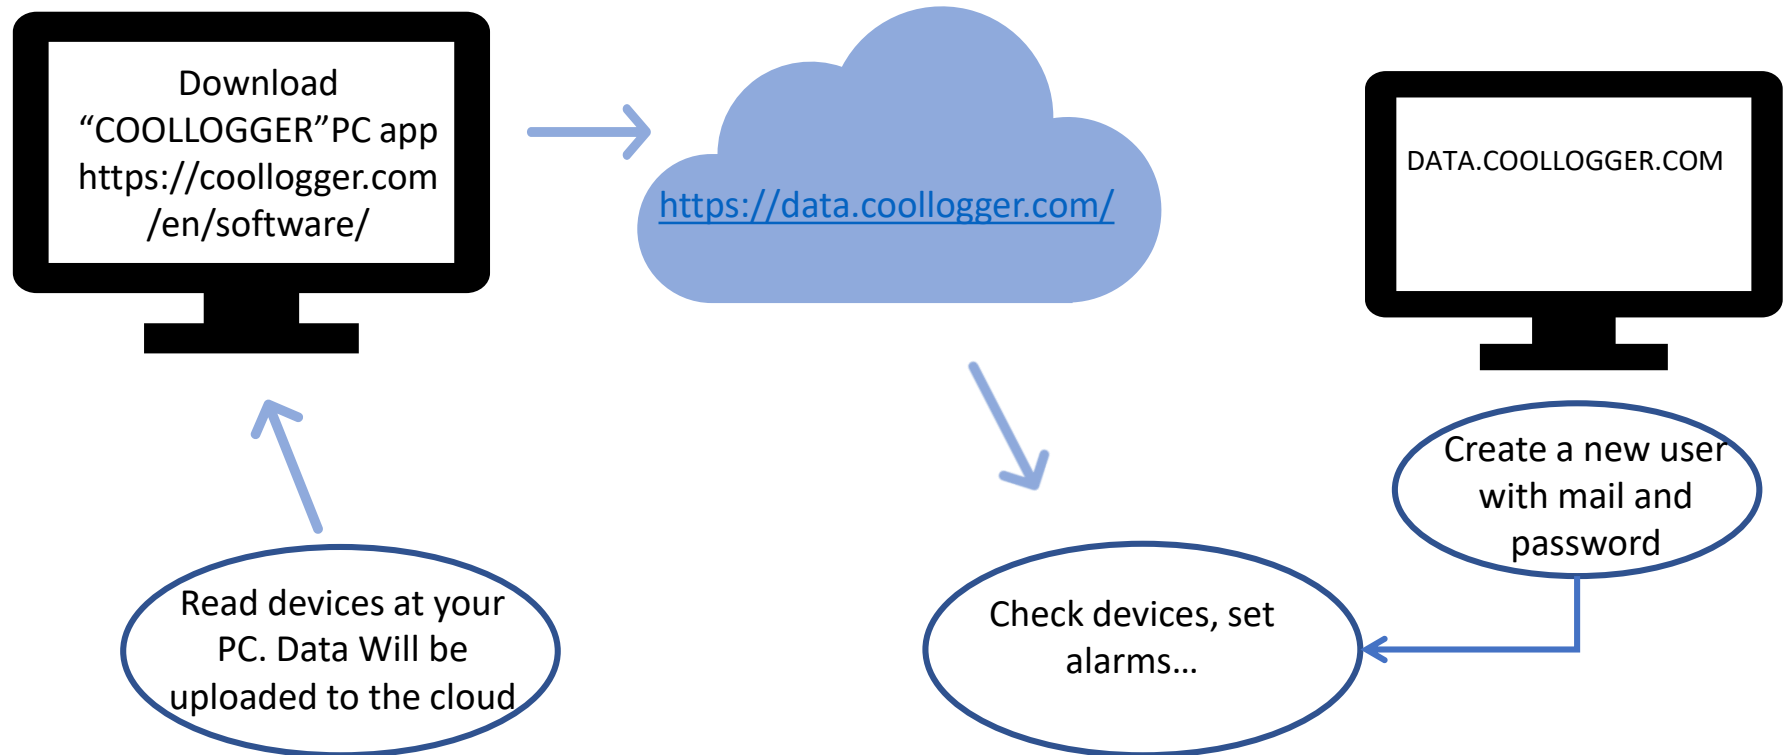 Download
“COOLLOGGER”PC app
https://coollogger.com
/en/software/
https://data.coollogger.com/
DATA.COOLLOGGER.COM
Create a new user
with mail and
password
Read devices at your
PC. Data Will be
uploaded to the cloud
Check devices, set
alarms...